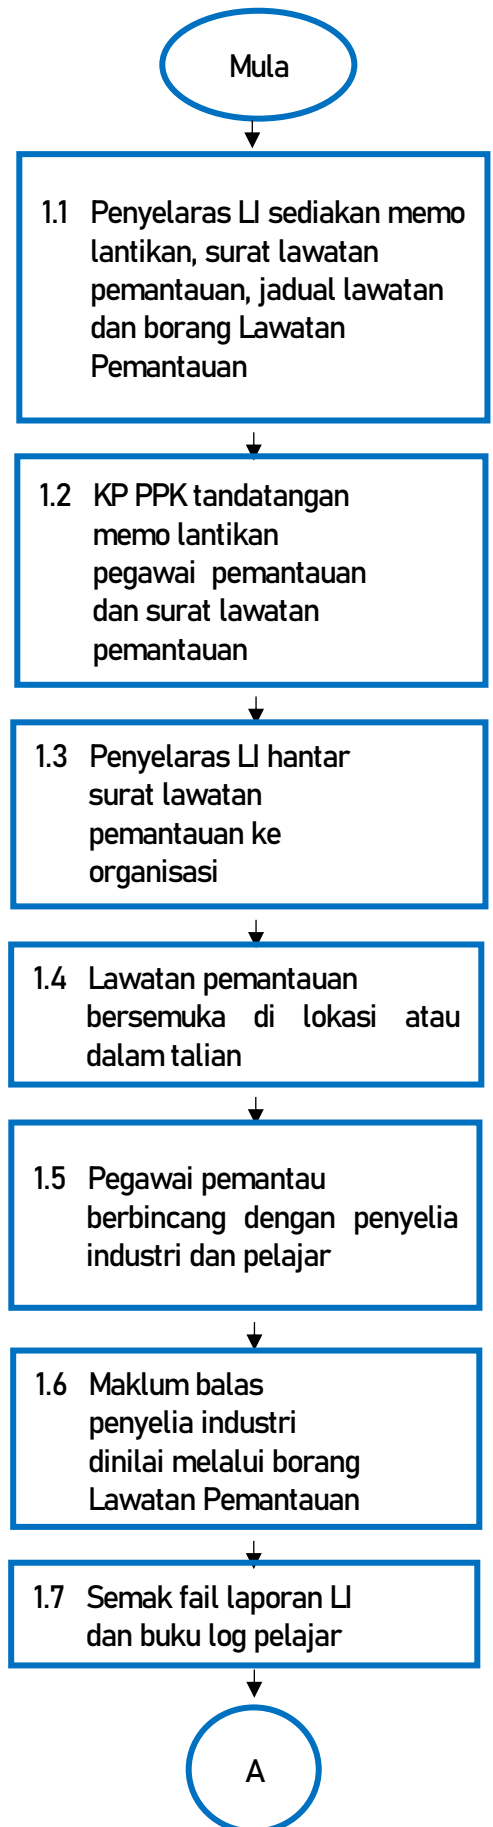 Mula
1.1 Penyelaras LI sediakan memo
lantikan, surat lawatan
pemantauan, jadual lawatan
dan borang Lawatan
Pemantauan
1.2 KP PPK tandatangan
memo lantikan
pegawai pemantauan
dan surat lawatan
pemantauan
1.3 Penyelaras LI hantar
surat lawatan
pemantauan ke
organisasi
1.4 Lawatan pemantauan
bersemuka di lokasi atau
dalam talian
1.5 Pegawai pemantau
berbincang dengan penyelia
industri dan pelajar
1.6 Maklum balas
penyelia industri
dinilai melalui borang
Lawatan Pemantauan
1.7 Semak fail laporan LI
dan buku log pelajar
A